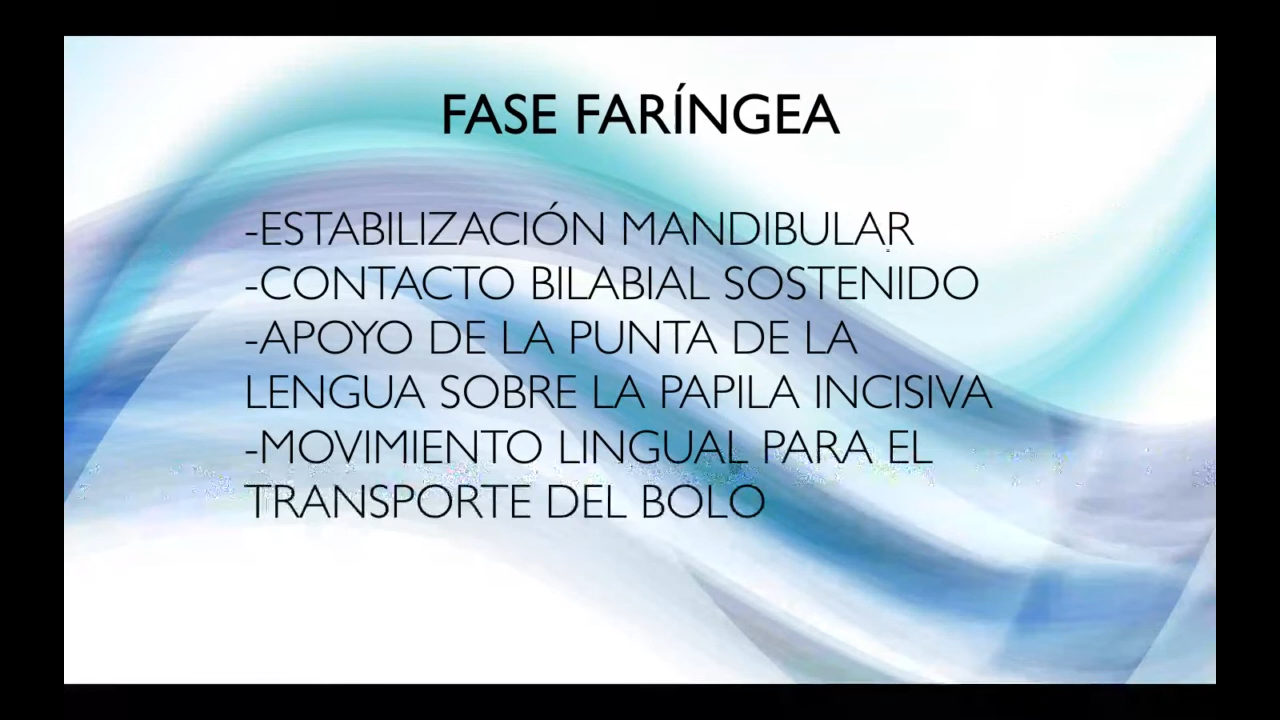 FASE FARÍNGEA
-ESTABILIZACIÓN MANDIBULAR
-CONTACTO BILABIAL SOSTENIDO
-APOYO DE LA PUNTA DE LA
LENGUA SOBRE LA PAPILA INCISIVA
-MOVIMIENTO LINGUAL PARA EL
TRANSPORTE DEL BOLO